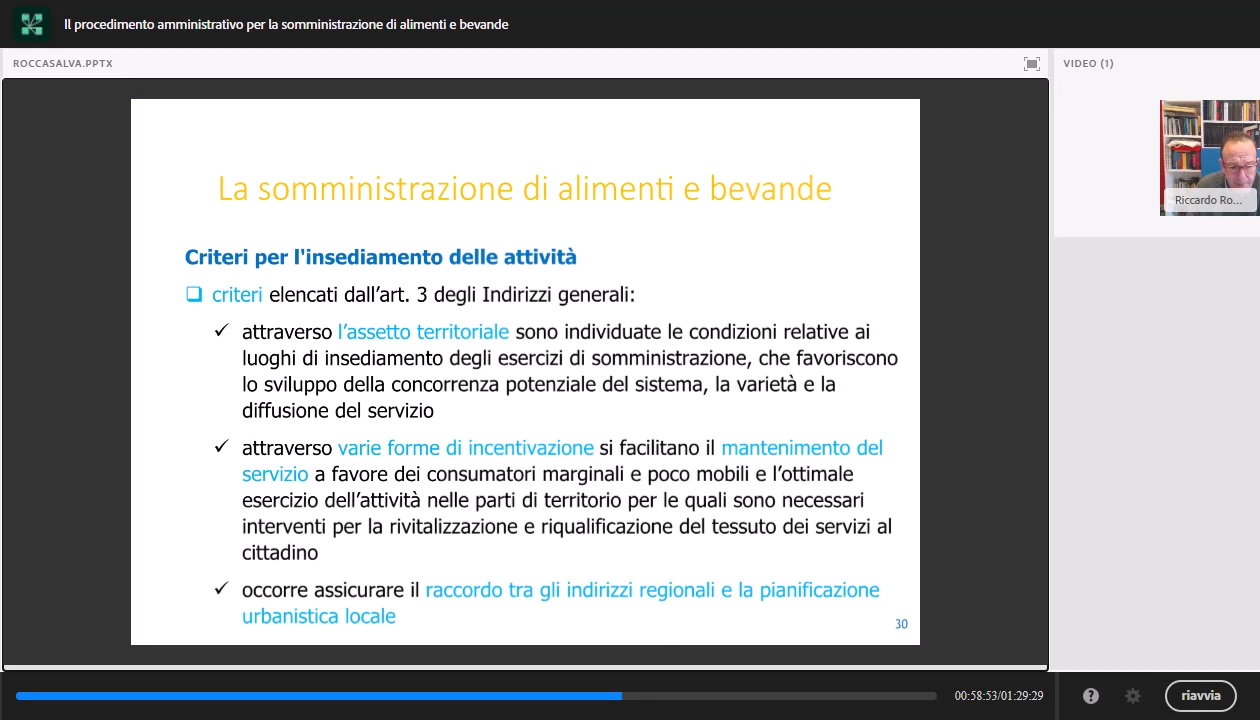 Il procedimento amministrativo per la somministrazione di alimenti e bevande
ROCCASALVA.PPTX
VIDEO (1)
La somministrazione di alimenti e bevande
Criteri per l'insediamento delle attività
criteri elencati dall’art. 3 degli Indirizzi generali:
attraverso l’assetto territoriale sono individuate le condizioni relative ai
luoghi di insediamento degli esercizi di somministrazione, che favoriscono
lo sviluppo della concorrenza potenziale del sistema, la varietà e la
diffusione del servizio
attraverso varie forme di incentivazione si facilitano il mantenimento del
servizio a favore dei consumatori marginali e poco mobili e l’ottimale
esercizio dell’attività nelle parti di territorio per le quali sono necessari
interventi per la rivitalizzazione e riqualificazione del tessuto dei servizi al
cittadino
occorre assicurare il raccordo tra gli indirizzi regionali e la pianificazione
urbanistica locale
30
Riccardo Ro...
00:58:53/01:29:29
?
riavvia